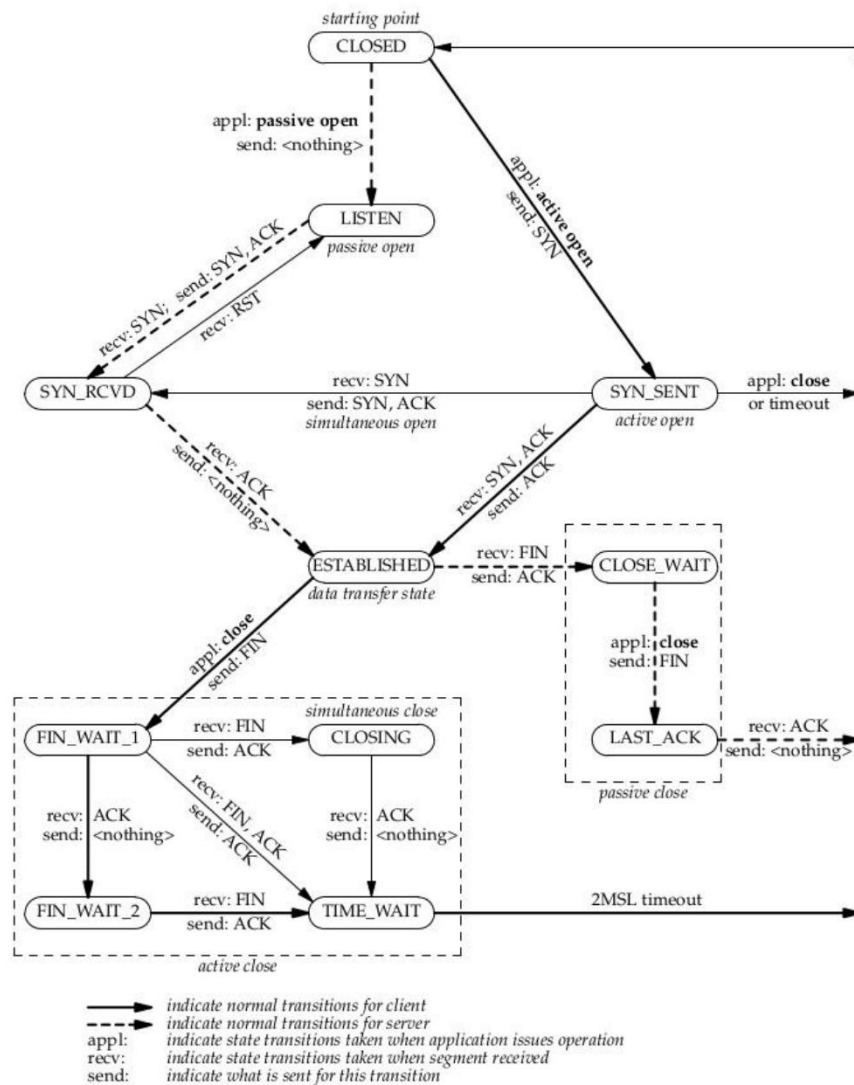 starting point
CLOSED
appl: passive open
send: <nothing>
appl: active open
send: SYN
LISTEN
passive open
recv: SYN; send: SYN, ACK
recv: RST
SYN_RCVD
recv: SYN
send: SYN, ACK
simultaneous open
SYN_SENT
active open
appl: close
or timeout
recv: ACK
send: <nothing>
recv: SYN, ACK
send: ACK
ESTABLISHED
data transfer state
recv: FIN
send: ACK
CLOSE_WAIT
appl: close
send: FIN
appl: close
send: FIN
LAST_ACK
passive close
recv: ACK
send: <nothing>
simultaneous close
FIN_WAIT_1
recv: FIN
send: ACK
CLOSING
recv: ACK
send: <nothing>
recv: FIN, ACK
send: ACK
recv: ACK
send: <nothing>
FIN_WAIT_2
recv: FIN
send: ACK
TIME_WAIT
2MSL timeout
active close
indicate normal transitions for client
indicate normal transitions for server
appl: indicate state transitions taken when application issues operation
recv: indicate state transitions taken when segment received
send: indicate what is sent for this transition